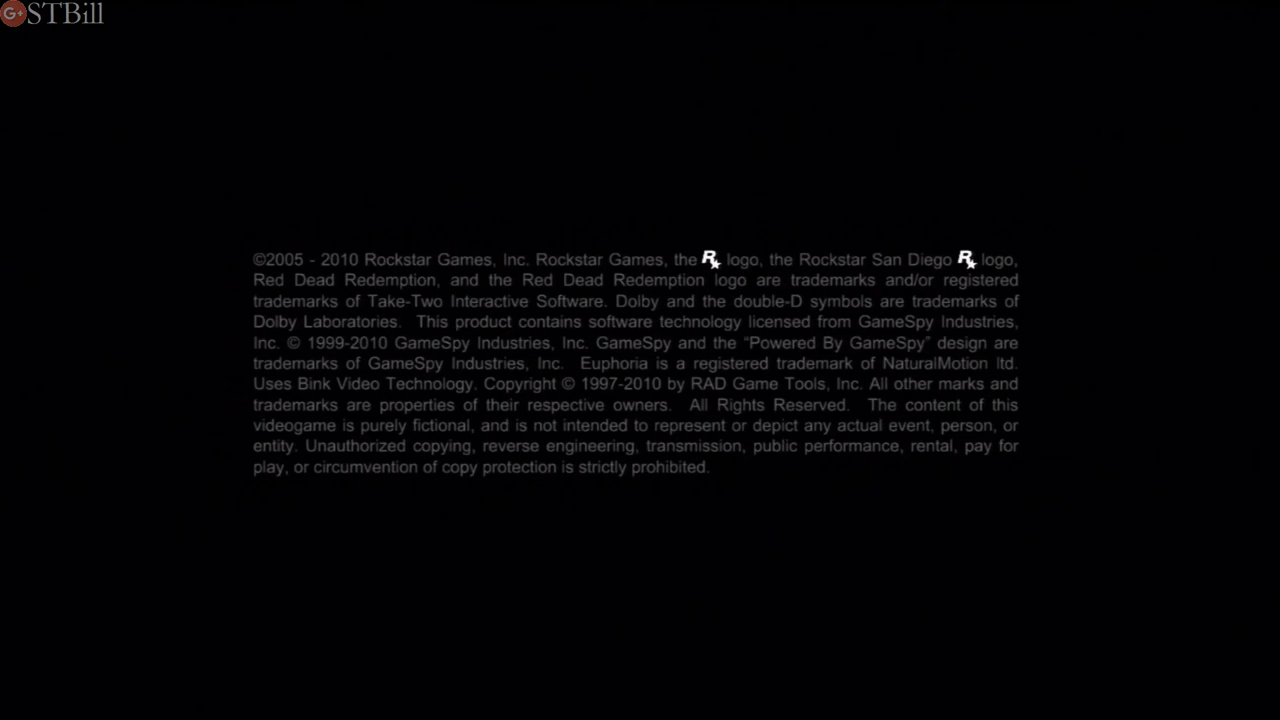 G+ STBill
©2005 - 2010 Rockstar Games, Inc. Rockstar Games, the R logo, the Rockstar San Diego R logo,
Red Dead Redemption, and the Red Dead Redemption logo are trademarks and/or registered
trademarks of Take-Two Interactive Software. Dolby and the double-D symbols are trademarks of
Dolby Laboratories. This product contains software technology licensed from GameSpy Industries,
Inc. © 1999-2010 GameSpy Industries, Inc. GameSpy and the “Powered By GameSpy” design are
trademarks of GameSpy Industries, Inc. Euphoria is a registered trademark of NaturalMotion ltd.
Uses Bink Video Technology. Copyright © 1997-2010 by RAD Game Tools, Inc. All other marks and
trademarks are properties of their respective owners. All Rights Reserved. The content of this
videogame is purely fictional, and is not intended to represent or depict any actual event, person, or
entity. Unauthorized copying, reverse engineering, transmission, public performance, rental, pay for
play, or circumvention of copy protection is strictly prohibited.